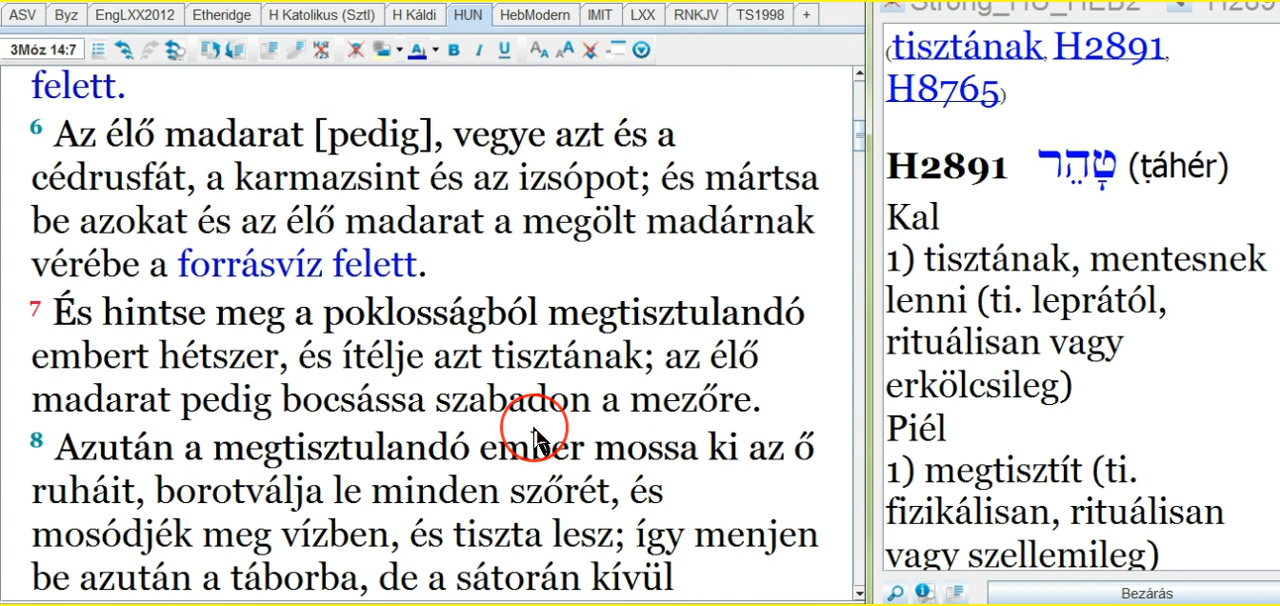 ASV Byz EngLXX2012 Etheridge H Katolikus (Sztl) H Káldi HUN HebModern IMIT LXX RNKJV TS1998 +
3Móz 14:7
felett.
6 Az élő madarat [pedig], vegye azt és a
cédrusfát, a karmazsint és az izsópot; és mártsa
be azokat és az élő madarat a megölt madárnak
vérébe a forrásvíz felett.
7 És hintse meg a poklosságból megtisztulandó
embert hétszer, és ítélje azt tisztának; az élő
madarat pedig bocsássa szabadon a mezőre.
8 Azután a megtisztulandó ember mossa ki az ő
ruháit, borotválja le minden szőrét, és
mosódjék meg vízben, és tiszta lesz; így menjen
be azután a táborba, de a sátorán kívül
Strong_HU_HEB2
(tisztának, H2891,
H8765)
H2891 טָהֵר (ṭáhér)
Kal
1) tisztának, mentesnek
lenni (ti. leprától,
rituálisan vagy
erkölcsileg)
Piél
1) megtisztít (ti.
fizikálisan, rituálisan
vagy szellemileg)
Bezárás